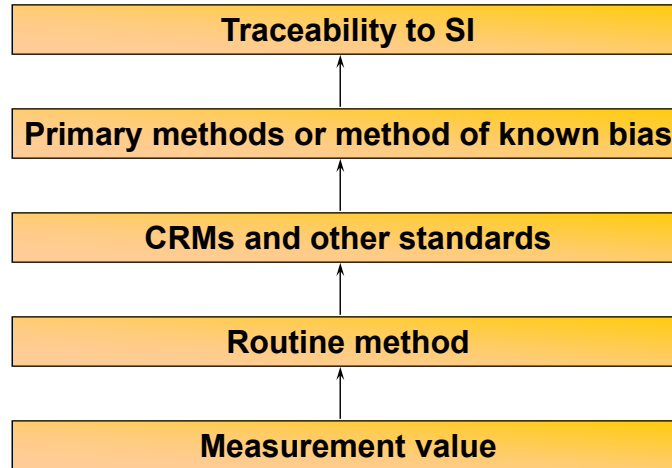 Traceability to SI
Primary methods or method of known bias
CRMs and other standards
Routine method
Measurement value